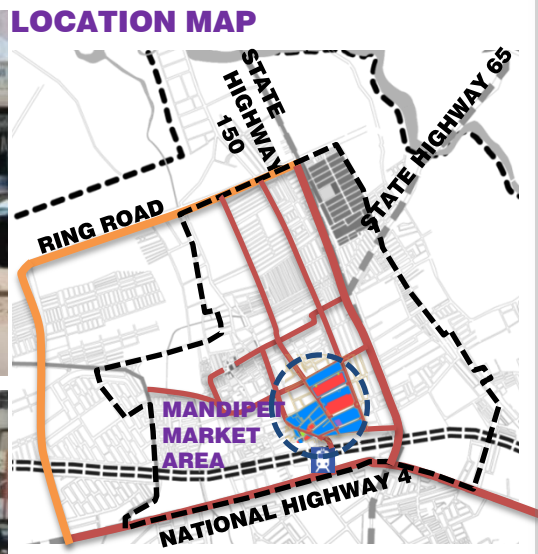 LOCATION MAP
STATE
HIGHWAY
150
STATE HIGHWAY 65
RING ROAD
MANDIPET
MARKET
AREA
NATIONAL HIGHWAY 4